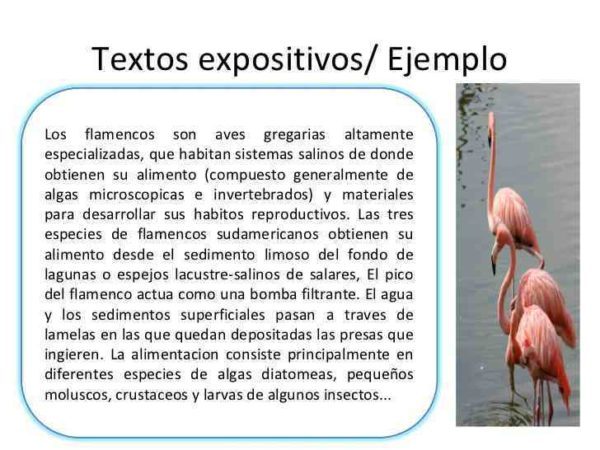 Textos expositivos/ Ejemplo
Los flamencos son aves gregarias altamente
especializadas, que habitan sistemas salinos de donde
obtienen su alimento (compuesto generalmente de
algas microscopicas e invertebrados) y materiales
para desarrollar sus habitos reproductivos. Las tres
especies de flamencos sudamericanos obtienen su
alimento desde el sedimento limoso del fondo de
lagunas o espejos lacustre-salinos de salares, El pico
del flamenco actua como una bomba filtrante. El agua
y los sedimentos superficiales pasan a traves de
lamelas en las que quedan depositadas las presas que
ingieren. La alimentacion consiste principalmente en
diferentes especies de algas diatomeas, pequeños
moluscos, crustaceos y larvas de algunos insectos...